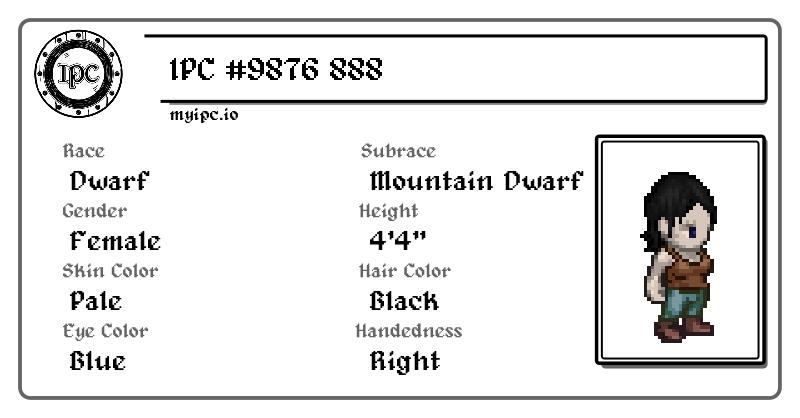 IPC
IPC #9876 888
myipc.io
Race
Subrace
Dwarf
Mountain Dwarf
Gender
Height
Female
4'4"
Skin Color
Hair Color
Pale
Black
Eye Color
Handedness
Blue
Right